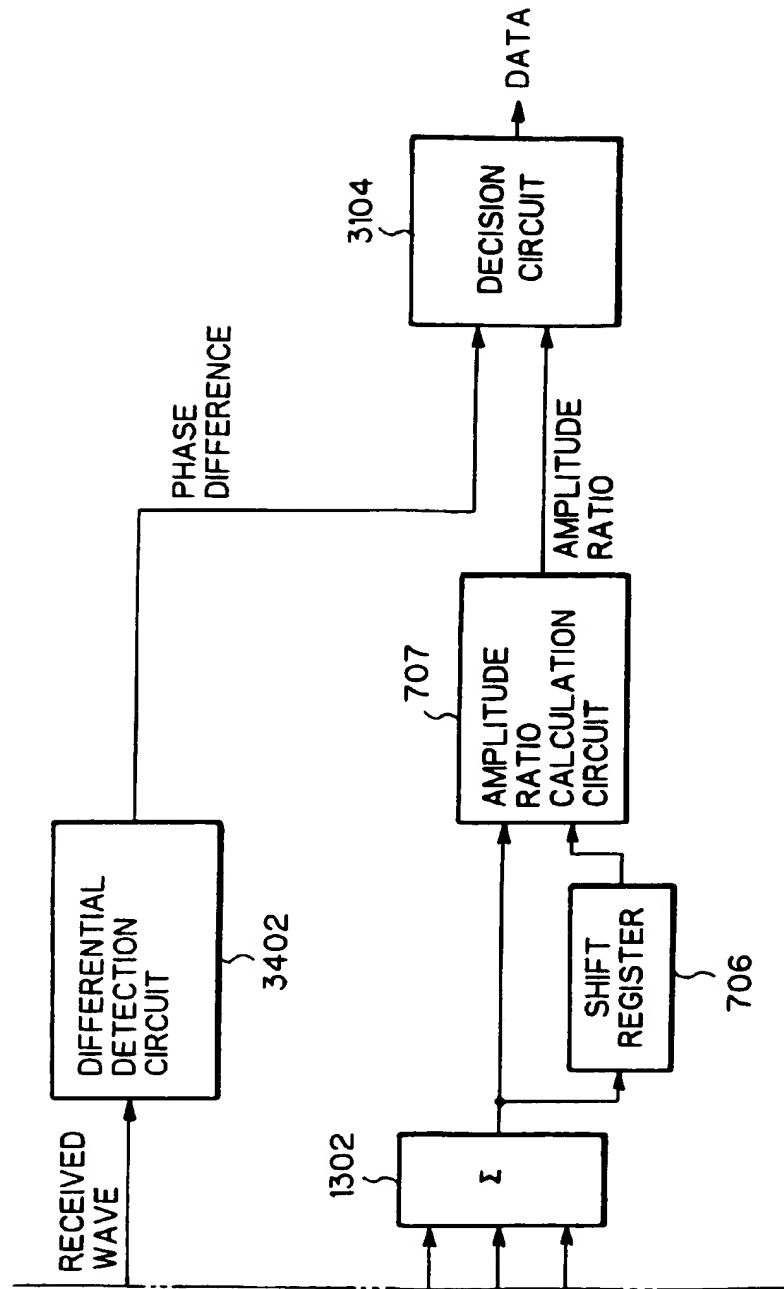 RECEIVED
WAVE
DIFFERENTIAL
DETECTION
CIRCUIT
3402
PHASE
DIFFERENCE
1302
Σ
SHIFT
REGISTER
706
707
AMPLITUDE
RATIO
CALCULATION
CIRCUIT
AMPLITUDE
RATIO
3104
DECISION
CIRCUIT
DATA